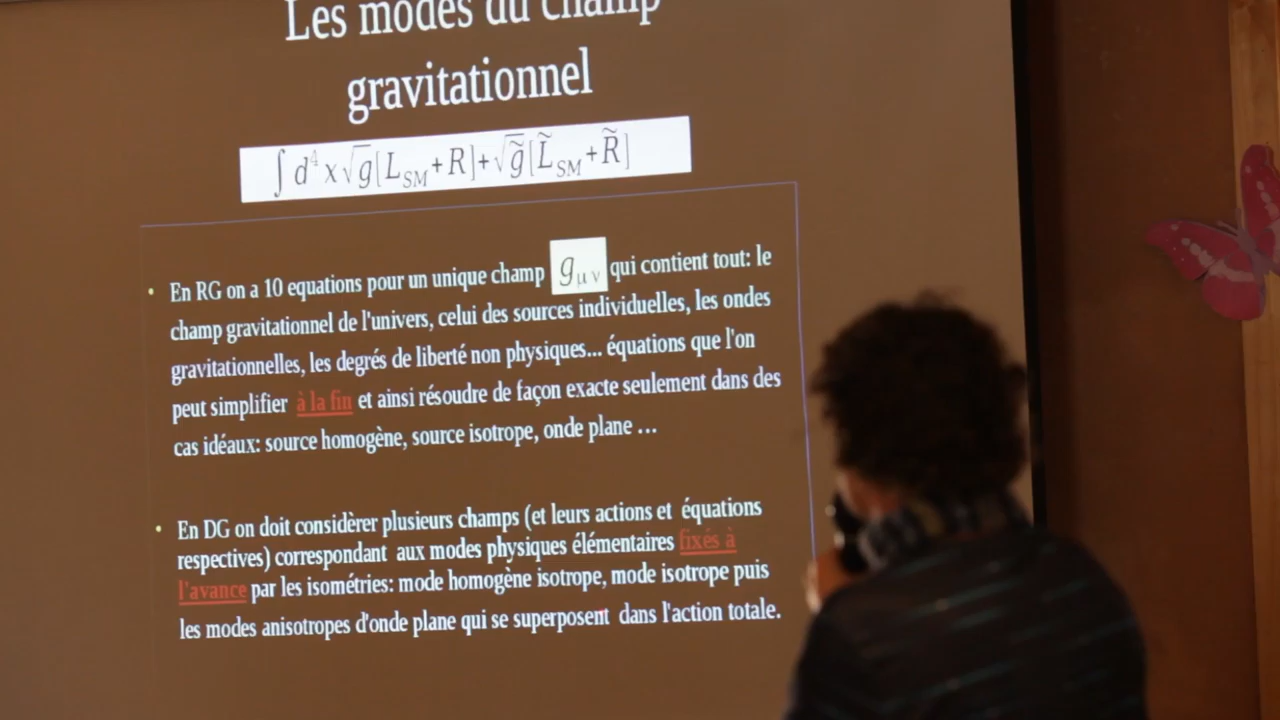 Les modes du champ
gravitationnel
∫ d⁴ x √g [L_SM + R] + √g̃ [L̃_SM + R̃]
• En RG on a 10 equations pour un unique champ g_μν qui contient tout: le
champ gravitationnel de l'univers, celui des sources individuelles, les ondes
gravitationnelles, les degrés de liberté non physiques... équations que l'on
peut simplifier à la fin et ainsi résoudre de façon exacte seulement dans des
cas idéaux: source homogène, source isotrope, onde plane …
• En DG on doit considèrer plusieurs champs (et leurs actions et équations
respectives) correspondant aux modes physiques élémentaires fixés à
l'avance par les isométries: mode homogène isotrope, mode isotrope puis
les modes anisotropes d'onde plane qui se superposent dans l'action totale.